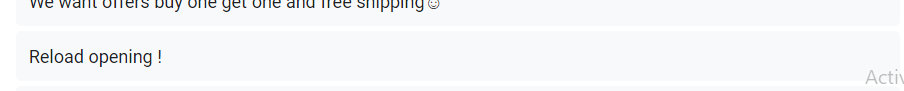 We want offers buy one get one and free shipping☺
Reload opening !